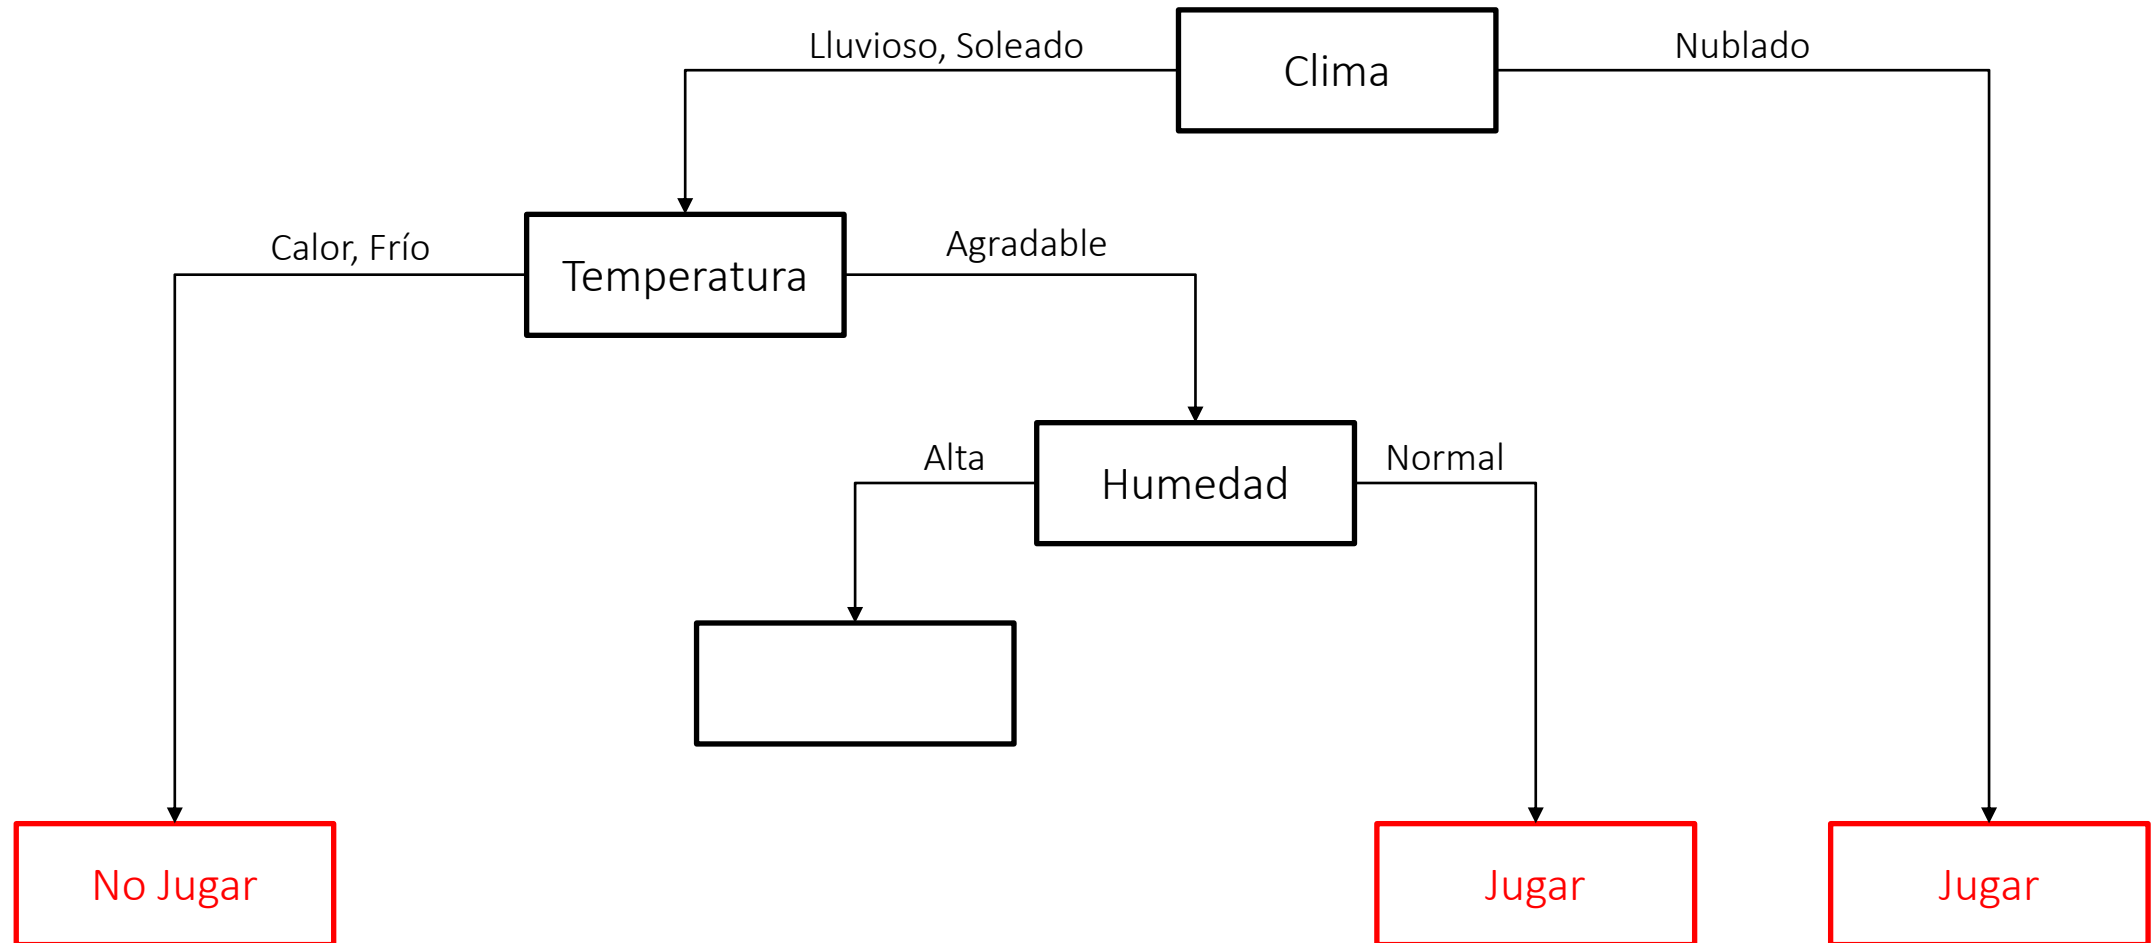 Lluvioso, Soleado
Clima
Nublado
Calor, Frío
Temperatura
Agradable
Alta
Humedad
Normal
No Jugar
Jugar
Jugar